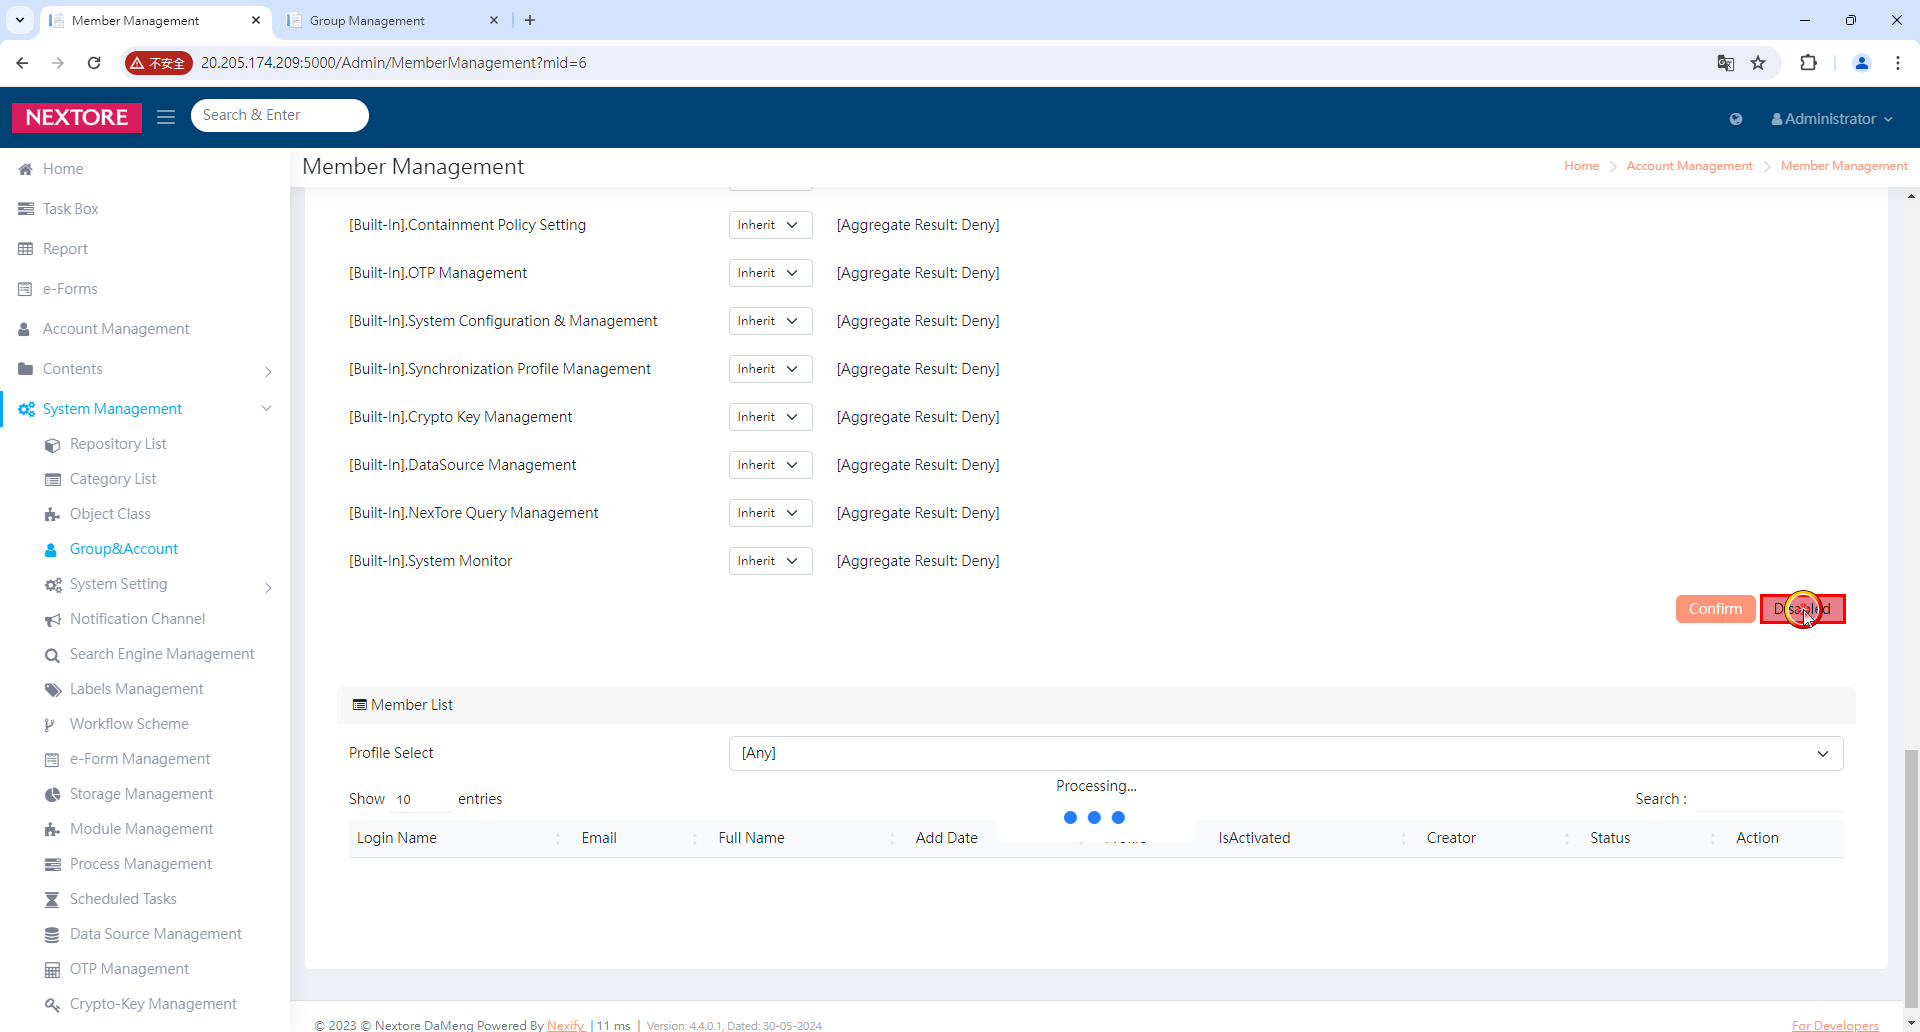 Member Management
Group Management
不安全
20.205.174.209:5000/Admin/MemberManagement?mid=6
NEXTORE
Search & Enter
Administrator
Home
Task Box
Report
e-Forms
Account Management
Contents
System Management
Repository List
Category List
Object Class
Group&Account
System Setting
Notification Channel
Search Engine Management
Labels Management
Workflow Scheme
e-Form Management
Storage Management
Module Management
Process Management
Scheduled Tasks
Data Source Management
OTP Management
Crypto-Key Management
Member Management
Home > Account Management > Member Management
[Built-In].Containment Policy Setting Inherit [Aggregate Result: Deny]
[Built-In].OTP Management Inherit [Aggregate Result: Deny]
[Built-In].System Configuration & Management Inherit [Aggregate Result: Deny]
[Built-In].Synchronization Profile Management Inherit [Aggregate Result: Deny]
[Built-In].Crypto Key Management Inherit [Aggregate Result: Deny]
[Built-In].DataSource Management Inherit [Aggregate Result: Deny]
[Built-In].NexTore Query Management Inherit [Aggregate Result: Deny]
[Built-In].System Monitor Inherit [Aggregate Result: Deny]
Confirm Disabled
Member List
Profile Select [Any]
Processing...
Show 10 entries Search :
Login Name Email Full Name Add Date IsActivated Creator Status Action
© 2023 © Nextore DaMeng Powered By Nexify | 11 ms | Version: 4.4.0.1, Dated: 30-05-2024
For Developers